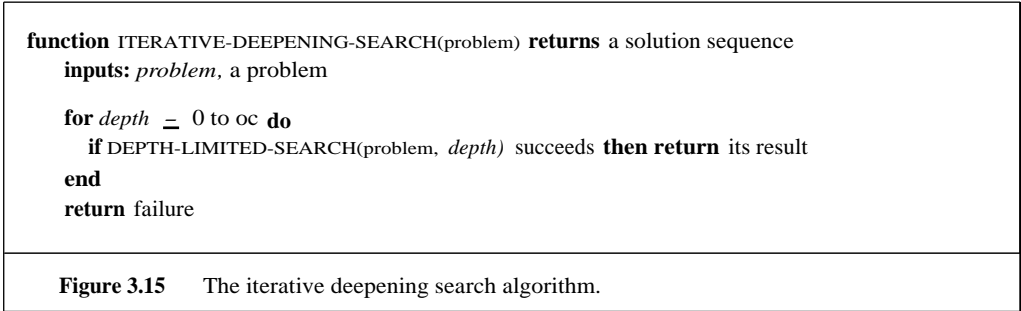 function ITERATIVE-DEEPENING-SEARCH(problem) returns a solution sequence
inputs: problem, a problem
for depth – 0 to oc do
if DEPTH-LIMITED-SEARCH(problem, depth) succeeds then return its result
end
return failure
Figure 3.15 The iterative deepening search algorithm.